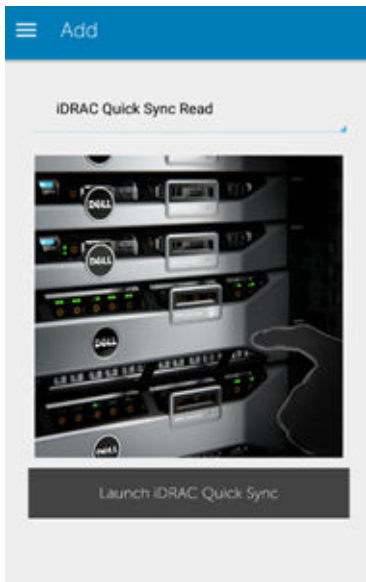 Add
iDRAC Quick Sync Read
DELL
DELL
DELL
DELL
Launch iDRAC Quick Sync